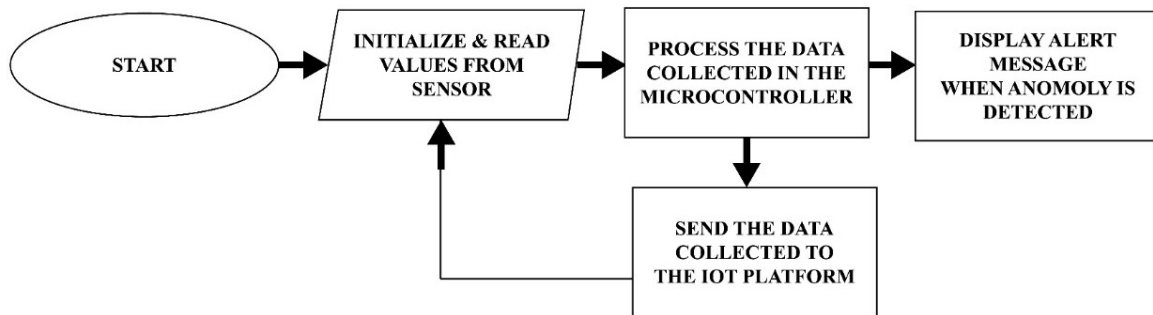 START
INITIALIZE & READ
VALUES FROM
SENSOR
PROCESS THE DATA
COLLECTED IN THE
MICROCONTROLLER
DISPLAY ALERT
MESSAGE
WHEN ANOMOLY IS
DETECTED
SEND THE DATA
COLLECTED TO
THE IOT PLATFORM